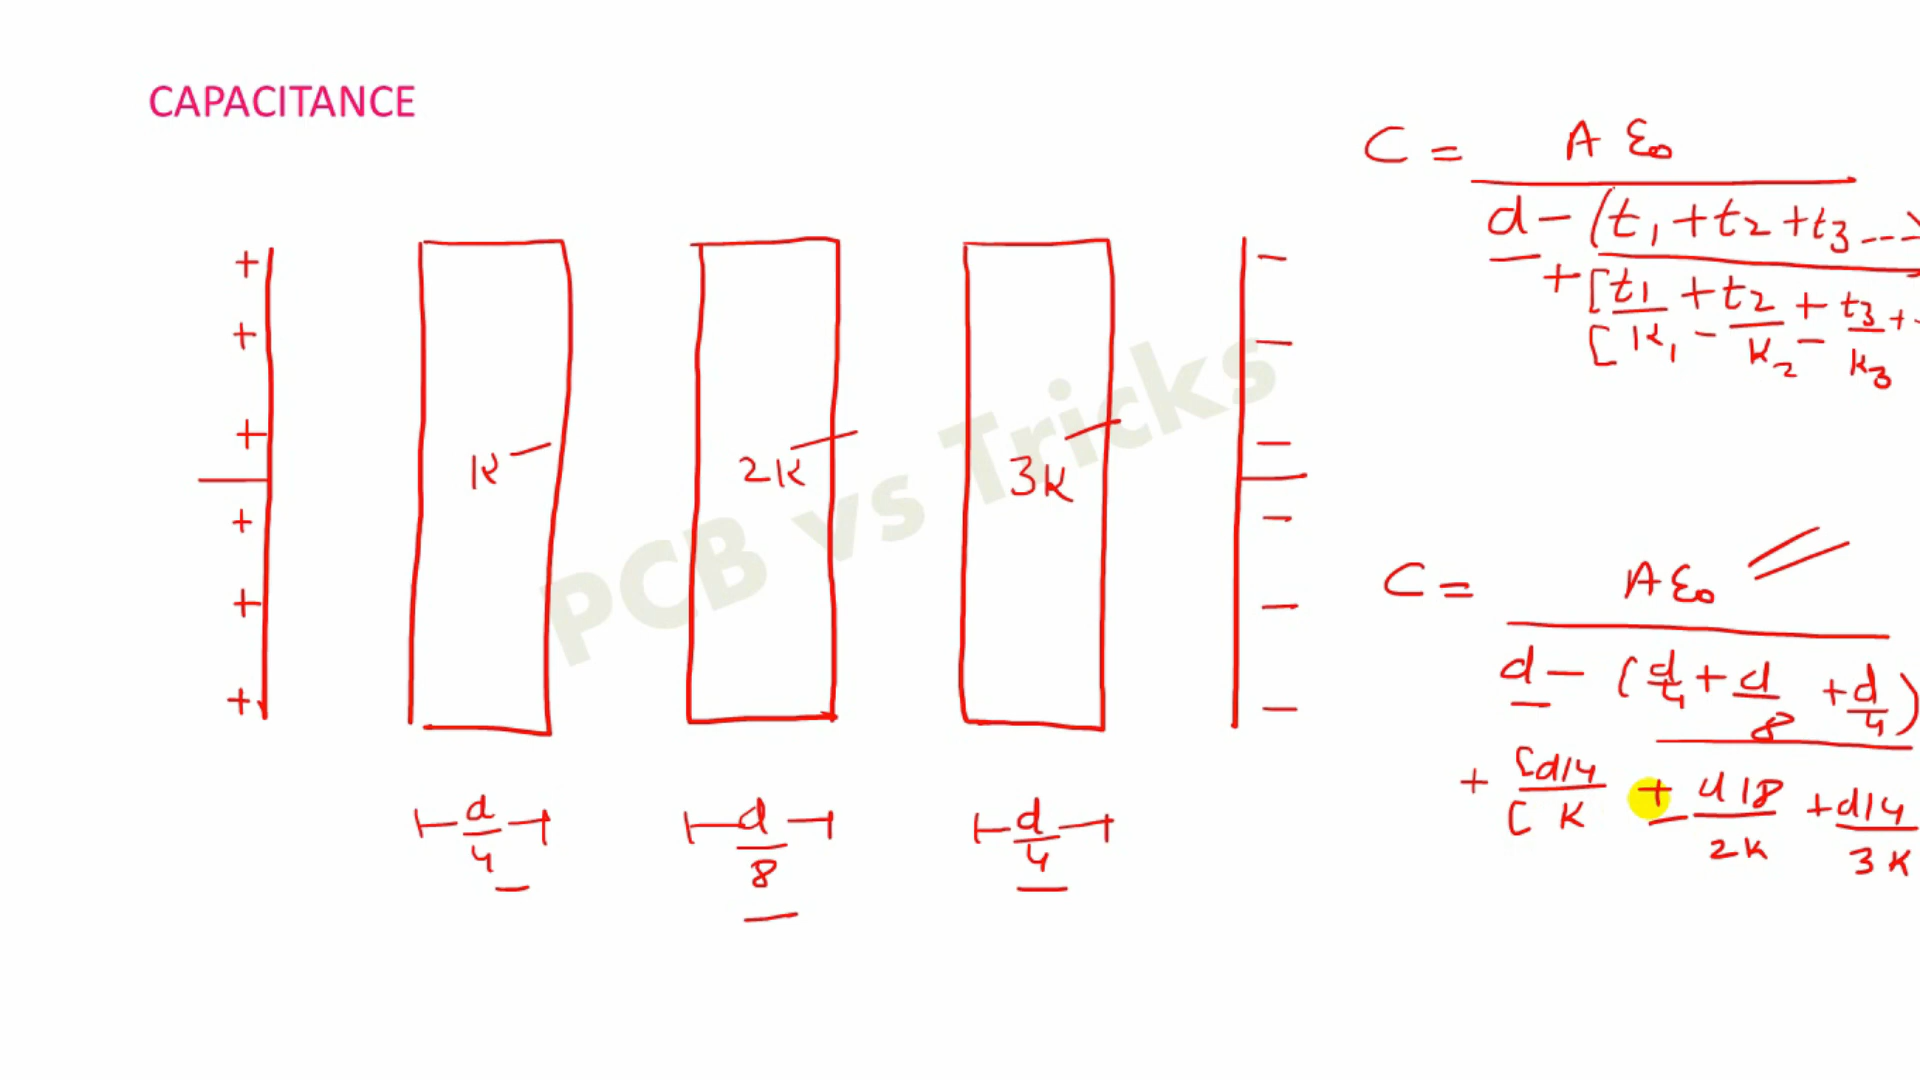 CAPACITANCE
C = A ε₀
d - (t₁ + t₂ + t₃ ---)
+ [t₁/k₁ + t₂/k₂ + t₃/k₃ +
+ -
+ -
+ -
K 2K 3K
+ -
+ -
+ -
PCB vs Tricks
C = A ε₀
d - (d/4 + d/8 + d/4)
+ [d/4 / K + d/8 / 2K + d/4 / 3K
d/4 d/8 d/4